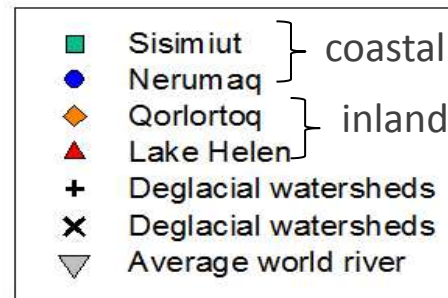 Sisimiut
Nerumaq
coastal
Qorlortoq
Lake Helen
inland
Deglacial watersheds
Deglacial watersheds
Average world river